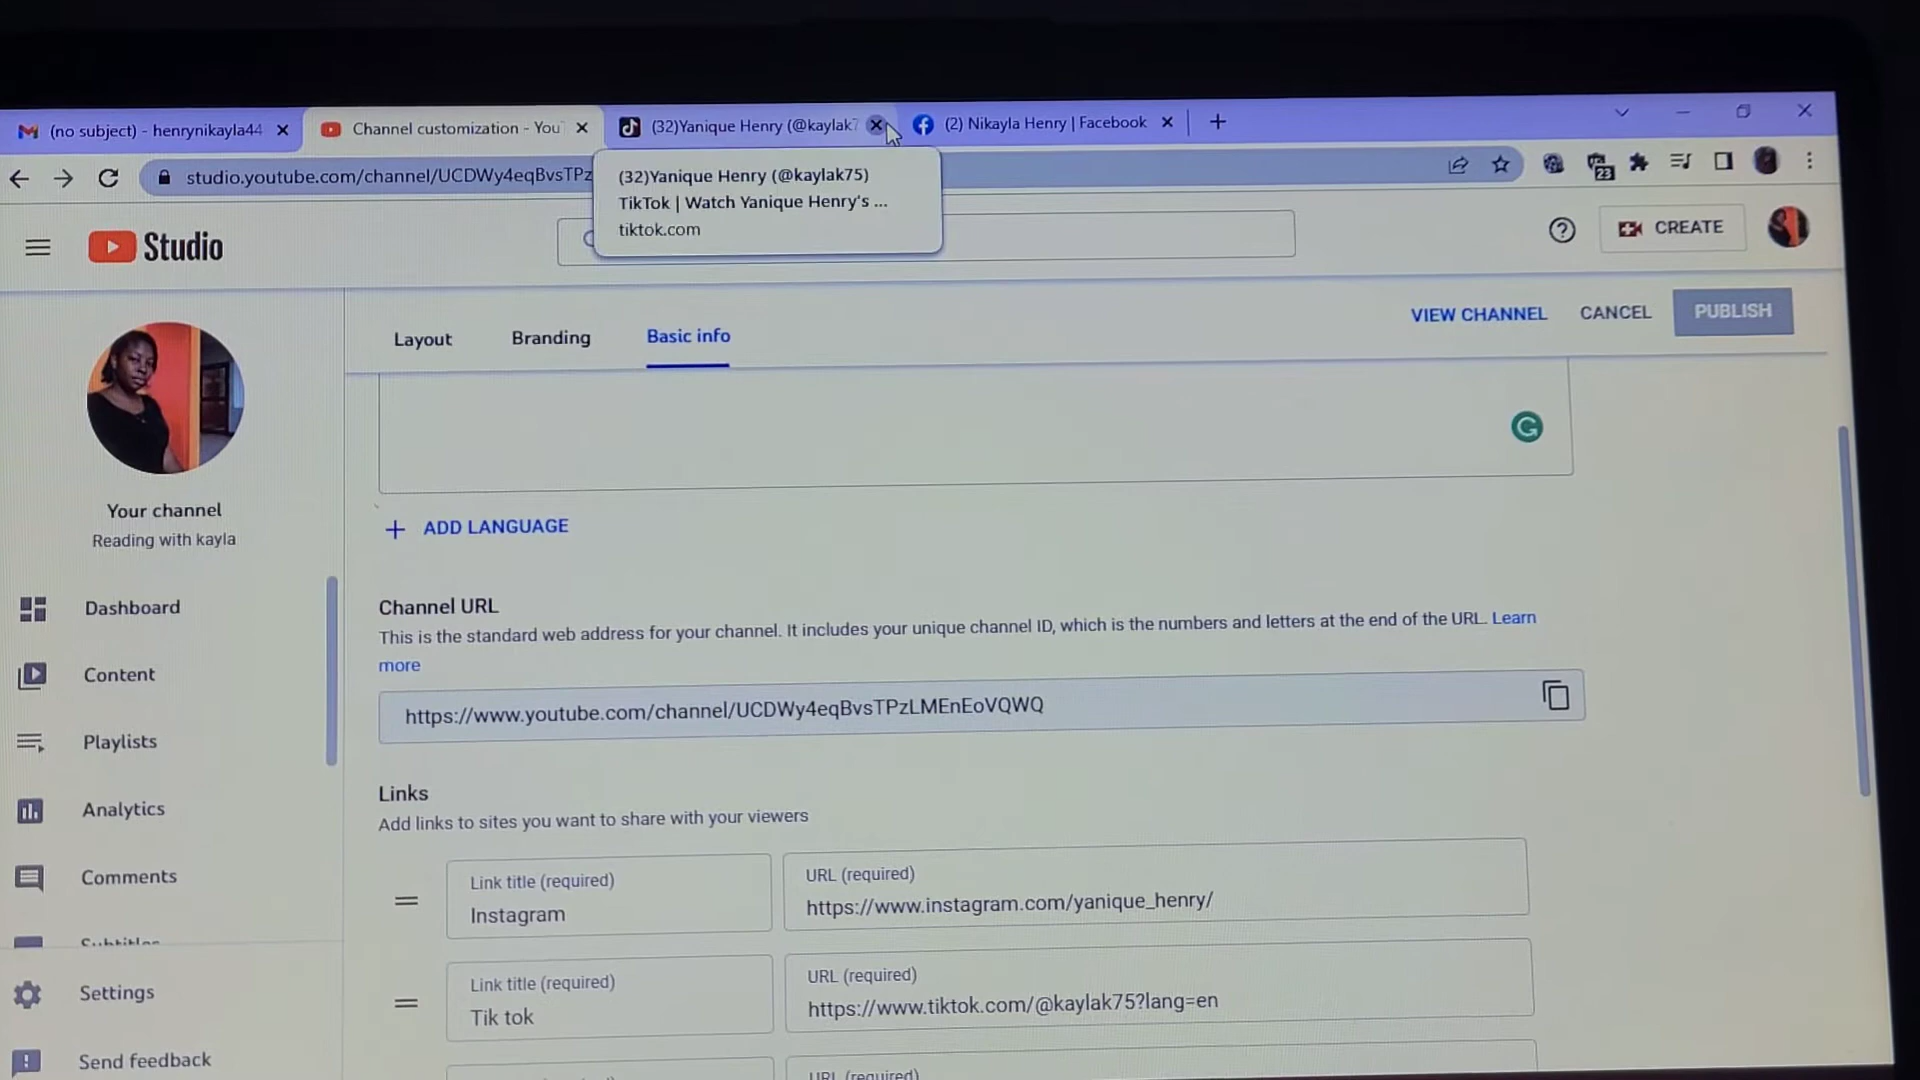 (no subject) - henrynikayla44
Channel customization - You
(32)Yanique Henry (@kaylak7
(2) Nikayla Henry | Facebook
studio.youtube.com/channel/UCDWy4eqBvsTPz
23
(32)Yanique Henry (@kaylak75)
TikTok | Watch Yanique Henry's ...
tiktok.com
Studio
CREATE
Layout
Branding
Basic info
VIEW CHANNEL
CANCEL
PUBLISH
Your channel
Reading with kayla
Dashboard
Content
Playlists
Analytics
Comments
Subtitles
Settings
Send feedback
ADD LANGUAGE
Channel URL
This is the standard web address for your channel. It includes your unique channel ID, which is the numbers and letters at the end of the URL. Learn
more
https://www.youtube.com/channel/UCDWy4eqBvsTPzLMEnEoVQWQ
Links
Add links to sites you want to share with your viewers
Link title (required)
Instagram
URL (required)
https://www.instagram.com/yanique_henry/
Link title (required)
Tik tok
URL (required)
https://www.tiktok.com/@kaylak75?lang=en
URL (required)